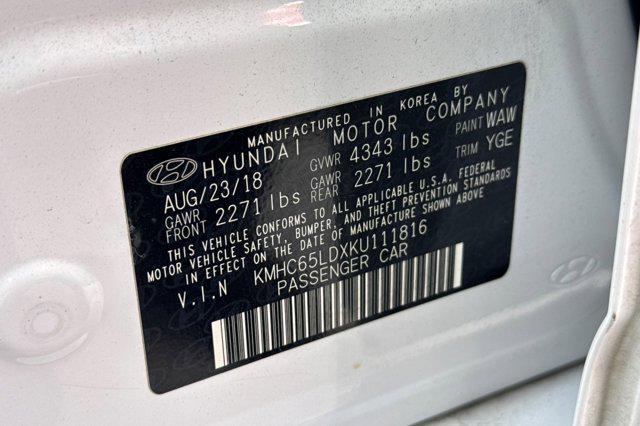 MANUFACTURED IN KOREA BY
HYUNDAI MOTOR COMPANY
AUG/23/18 GVWR 4343 lbs PAINT WAW
GAWR FRONT 2271 lbs GAWR REAR 2271 lbs TRIM YGE
THIS VEHICLE CONFORMS TO ALL APPLICABLE U.S.A. FEDERAL
MOTOR VEHICLE SAFETY, BUMPER, AND THEFT PREVENTION STANDARDS
IN EFFECT ON THE DATE OF MANUFACTURE SHOWN ABOVE
V.I.N KMHC65LDXKU111816
PASSENGER CAR